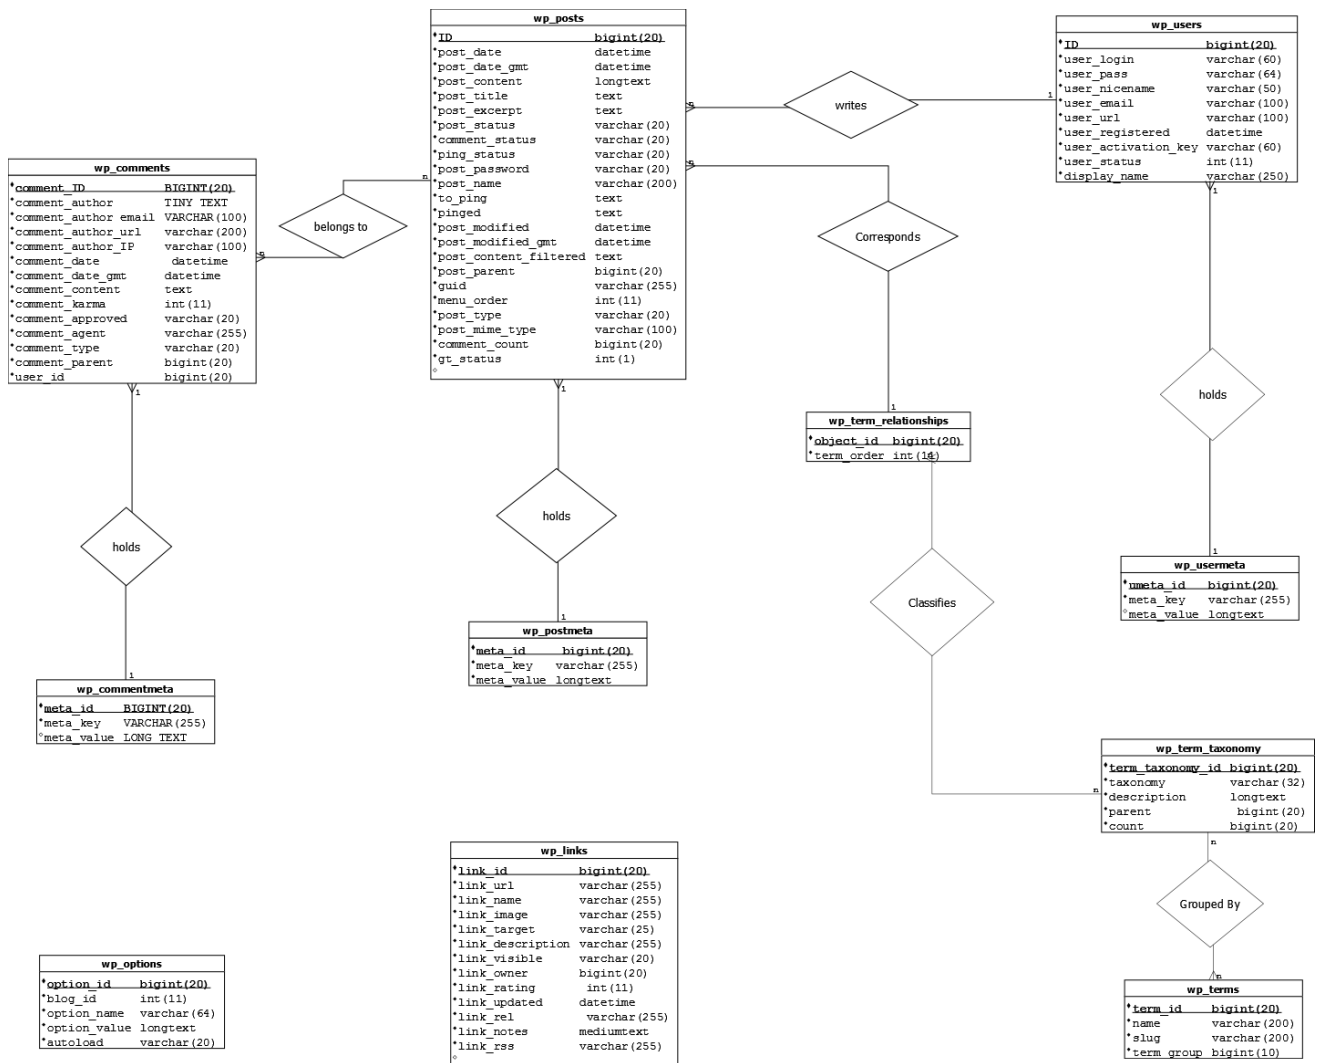 wp_posts
ID bigint(20)
post_date datetime
post_date_gmt datetime
post_content longtext
post_title text
post_excerpt text
post_status varchar(20)
comment_status varchar(20)
ping_status varchar(20)
post_password varchar(20)
post_name varchar(200)
to_ping text
pinged text
post_modified datetime
post_modified_gmt datetime
post_content_filtered text
post_parent bigint(20)
guid varchar(255)
menu_order int(11)
post_type varchar(20)
post_mime_type varchar(100)
comment_count bigint(20)
gt_status int(1)
wp_users
ID bigint(20)
user_login varchar(60)
user_pass varchar(64)
user_nicename varchar(50)
user_email varchar(100)
user_url varchar(100)
user_registered datetime
user_activation_key varchar(60)
user_status int(11)
display_name varchar(250)
n
writes
1
wp_comments
comment_ID BIGINT(20)
comment_author TINY TEXT
comment_author_email VARCHAR(100)
comment_author_url varchar(200)
comment_author_IP varchar(100)
comment_date datetime
comment_date_gmt datetime
comment_content text
comment_karma int(11)
comment_approved varchar(20)
comment_agent varchar(255)
comment_type varchar(20)
comment_parent bigint(20)
user_id bigint(20)
n
belongs to
n
n
Corresponds
1
1
holds
1
1
holds
1
1
holds
1
wp_term_relationships
object_id bigint(20)
term_order int(11)
Classifies
n
wp_usermeta
umeta_id bigint(20)
meta_key varchar(255)
meta_value longtext
wp_postmeta
meta_id bigint(20)
meta_key varchar(255)
meta_value longtext
wp_commentmeta
meta_id BIGINT(20)
meta_key VARCHAR(255)
meta_value LONG TEXT
wp_term_taxonomy
term_taxonomy_id bigint(20)
taxonomy varchar(32)
description longtext
parent bigint(20)
count bigint(20)
n
Grouped By
n
wp_links
link_id bigint(20)
link_url varchar(255)
link_name varchar(255)
link_image varchar(255)
link_target varchar(25)
link_description varchar(255)
link_visible varchar(20)
link_owner bigint(20)
link_rating int(11)
link_updated datetime
link_rel varchar(255)
link_notes mediumtext
link_rss varchar(255)
wp_options
option_id bigint(20)
blog_id int(11)
option_name varchar(64)
option_value longtext
autoload varchar(20)
wp_terms
term_id bigint(20)
name varchar(200)
slug varchar(200)
term_group bigint(10)